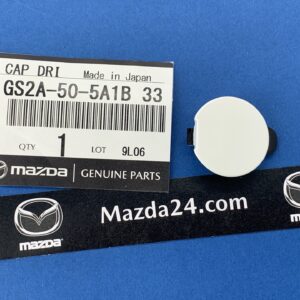 CAP DRI Made in Japan
GS2A-50-5A1B 33
QTY 1 LOT 9L06
mazda GENUINE PARTS
Mazda24.com
mazda